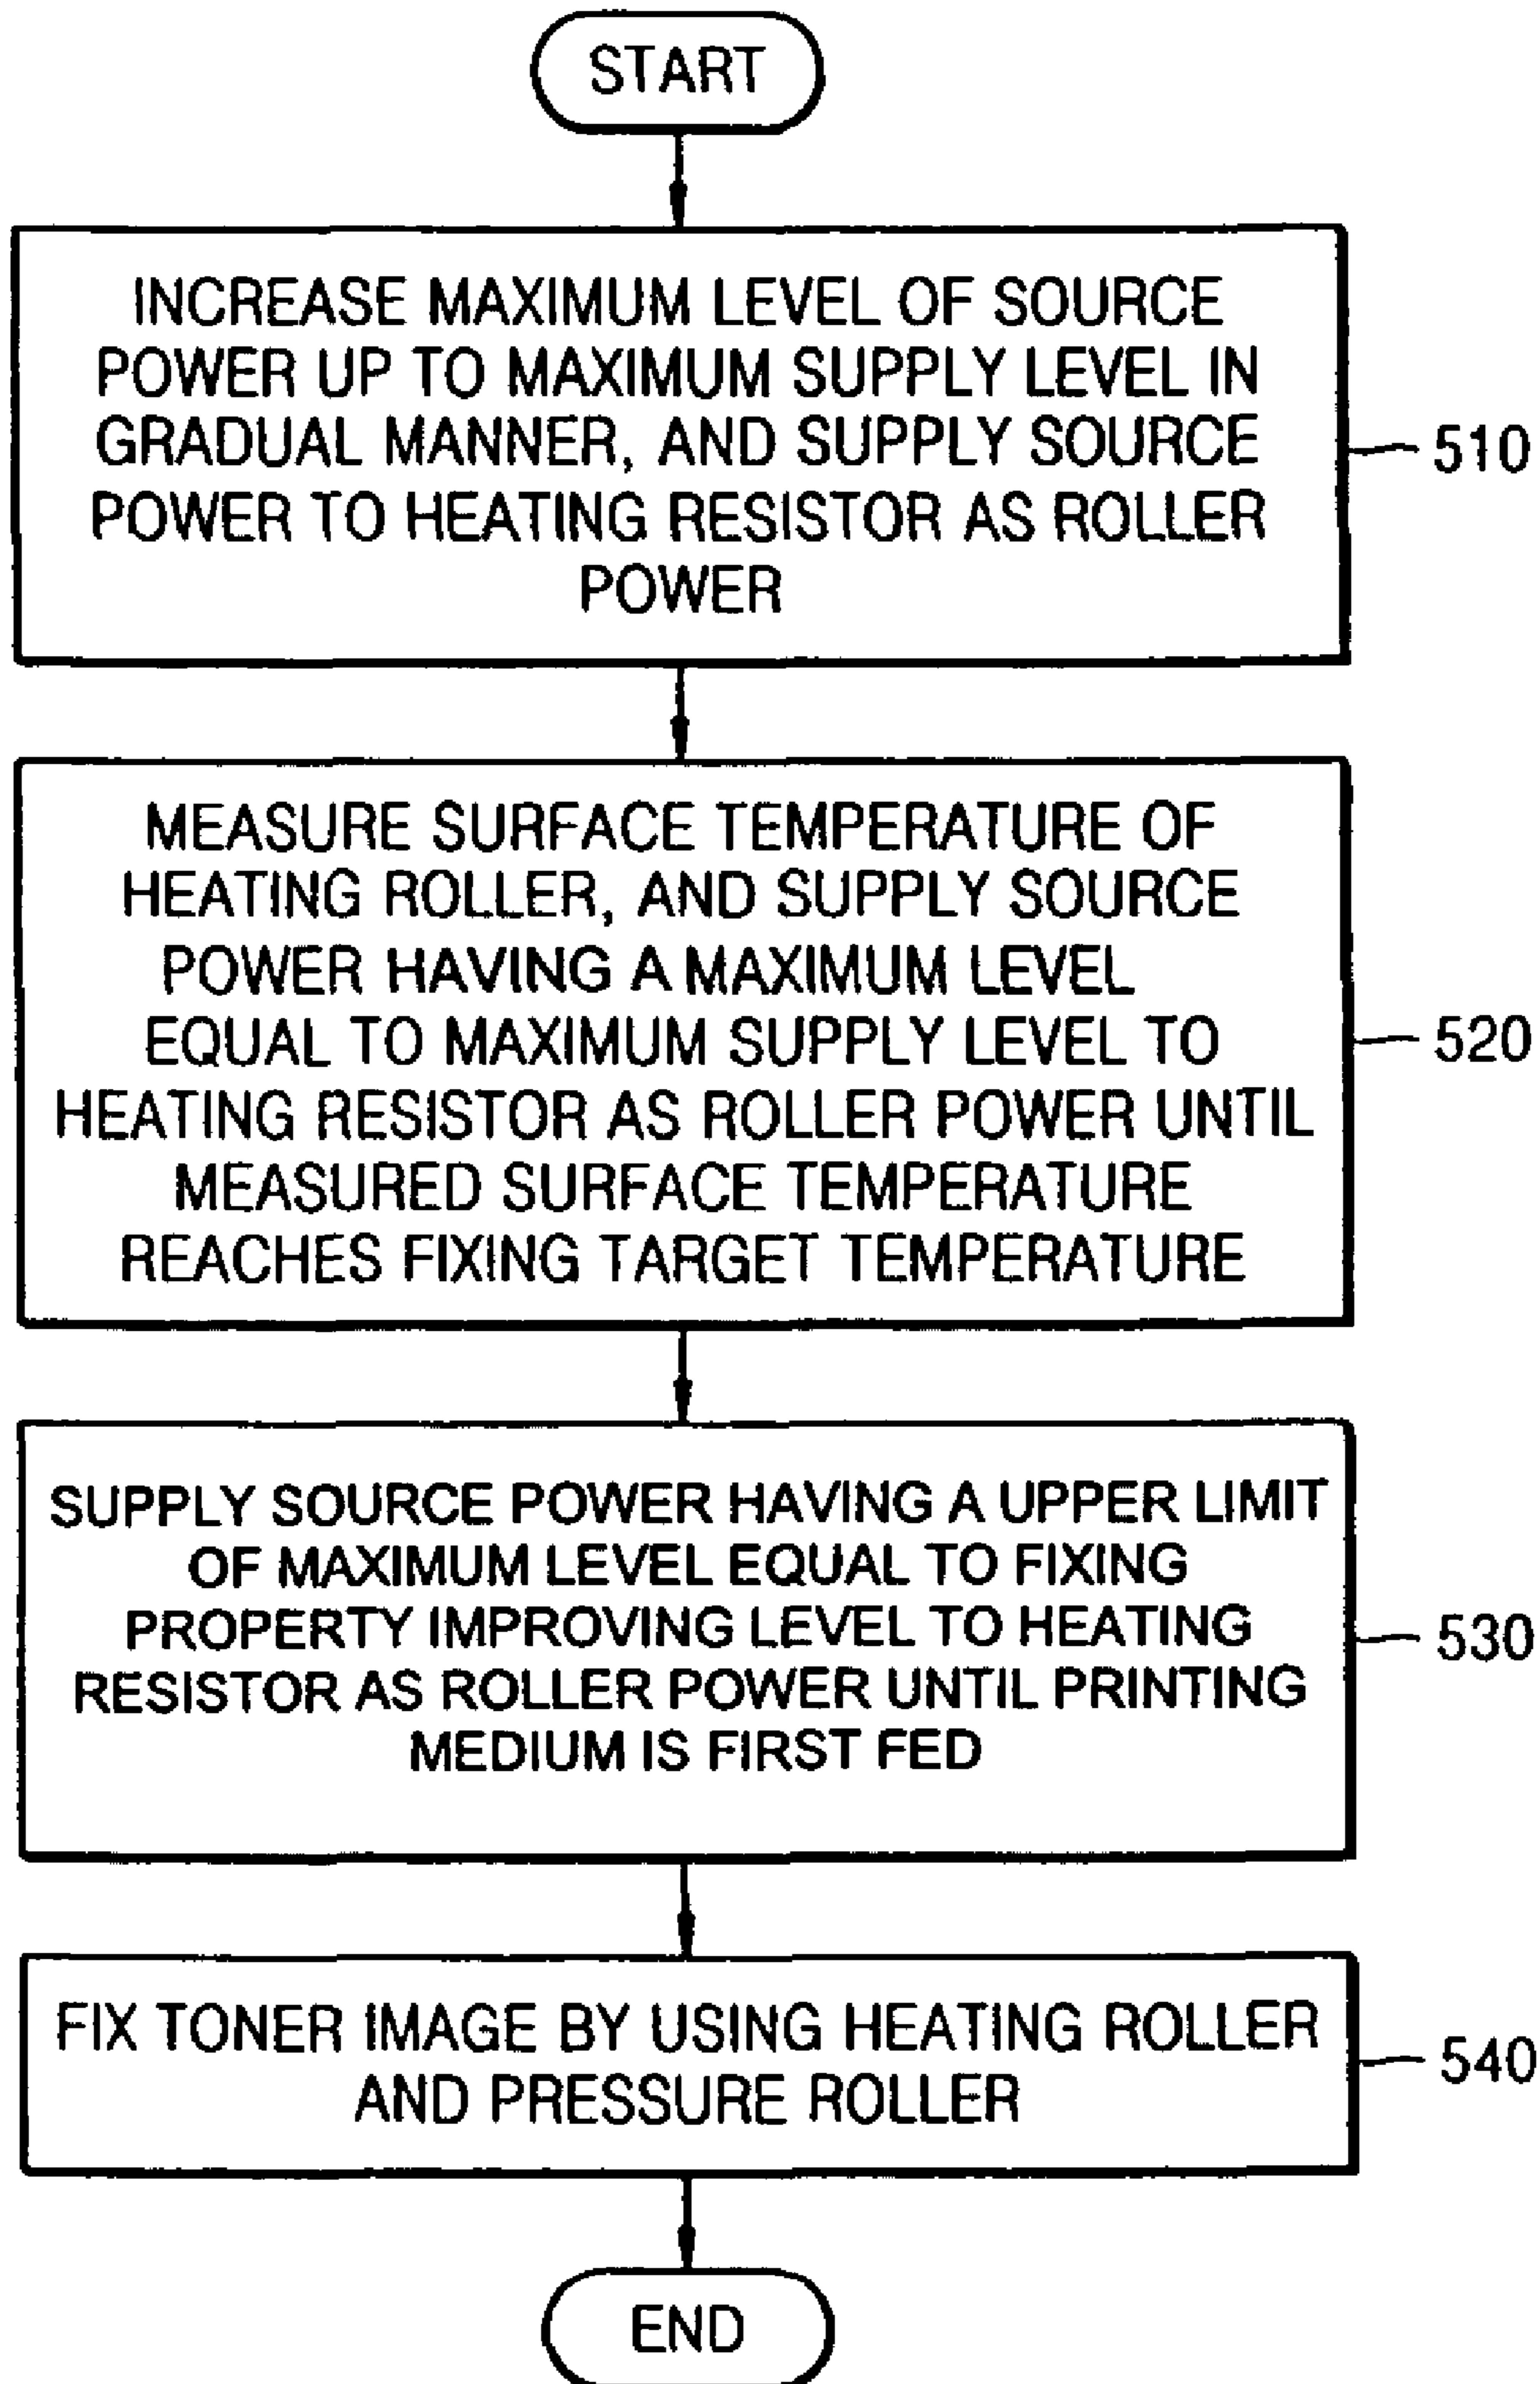 START
INCREASE MAXIMUM LEVEL OF SOURCE
POWER UP TO MAXIMUM SUPPLY LEVEL IN
GRADUAL MANNER, AND SUPPLY SOURCE
POWER TO HEATING RESISTOR AS ROLLER
POWER
510
MEASURE SURFACE TEMPERATURE OF
HEATING ROLLER, AND SUPPLY SOURCE
POWER HAVING A MAXIMUM LEVEL
EQUAL TO MAXIMUM SUPPLY LEVEL TO
HEATING RESISTOR AS ROLLER POWER UNTIL
MEASURED SURFACE TEMPERATURE
REACHES FIXING TARGET TEMPERATURE
520
SUPPLY SOURCE POWER HAVING A UPPER LIMIT
OF MAXIMUM LEVEL EQUAL TO FIXING
PROPERTY IMPROVING LEVEL TO HEATING
RESISTOR AS ROLLER POWER UNTIL PRINTING
MEDIUM IS FIRST FED
530
FIX TONER IMAGE BY USING HEATING ROLLER
AND PRESSURE ROLLER
540
END